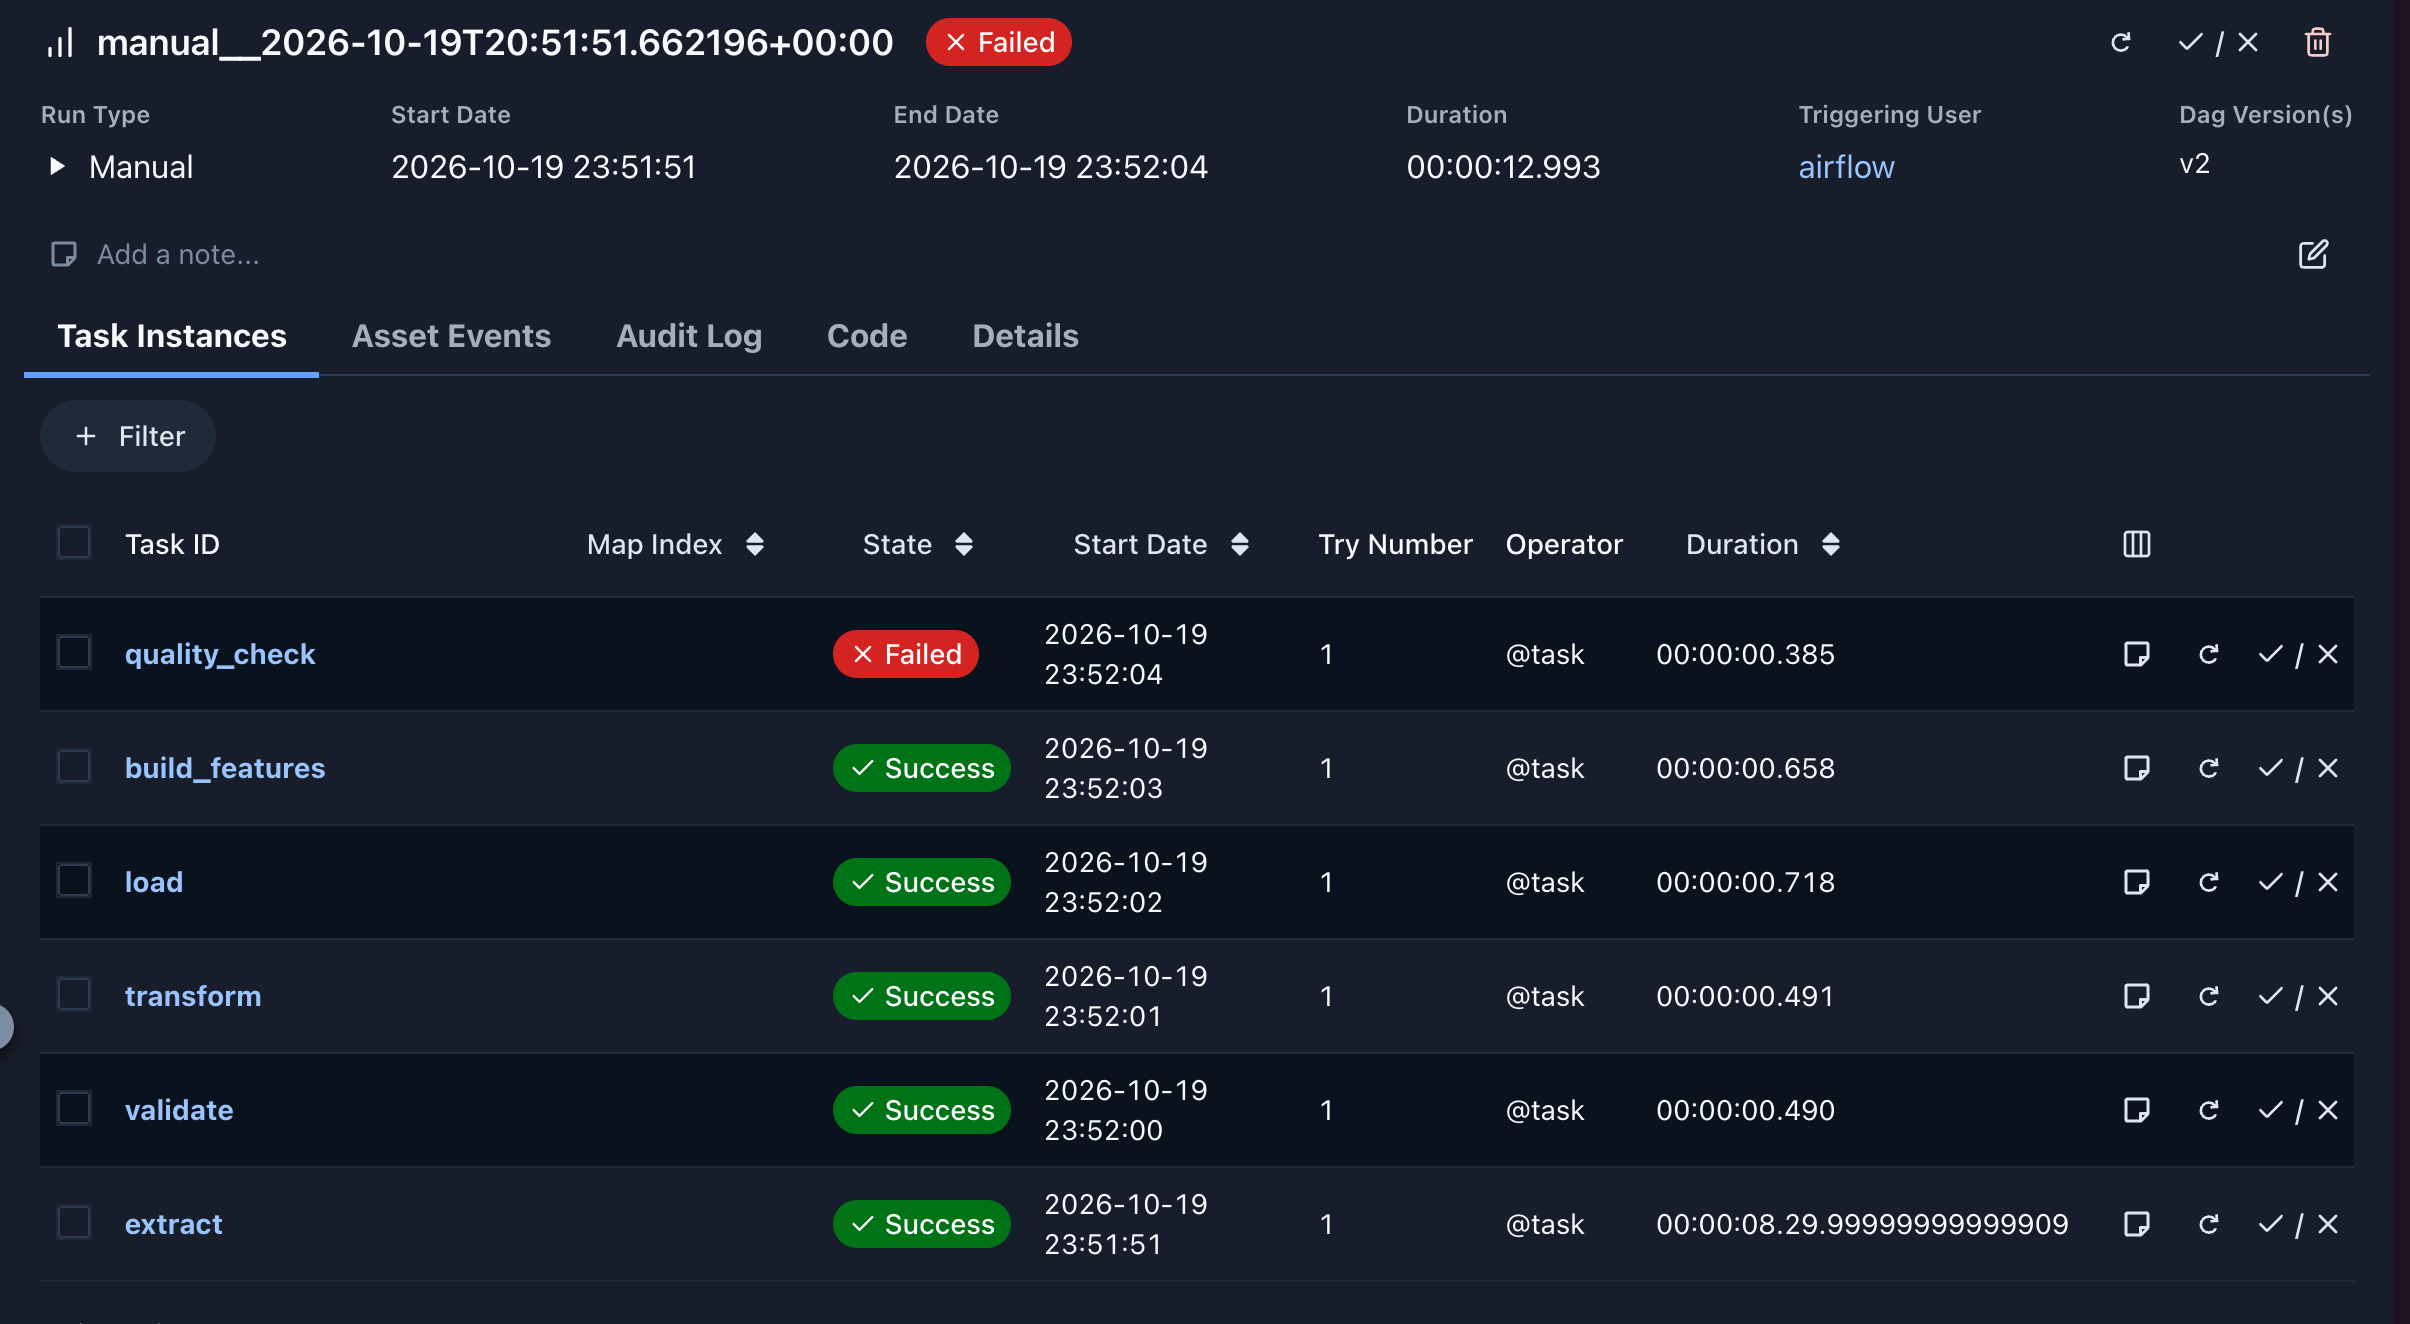 manual__2026-10-19T20:51:51.662196+00:00 Failed
Run Type Start Date End Date Duration Triggering User Dag Version(s)
Manual 2026-10-19 23:51:51 2026-10-19 23:52:04 00:00:12.993 airflow v2
Add a note...
Task Instances Asset Events Audit Log Code Details
+ Filter
Task ID Map Index State Start Date Try Number Operator Duration
quality_check Failed 2026-10-19 23:52:04 1 @task 00:00:00.385
build_features Success 2026-10-19 23:52:03 1 @task 00:00:00.658
load Success 2026-10-19 23:52:02 1 @task 00:00:00.718
transform Success 2026-10-19 23:52:01 1 @task 00:00:00.491
validate Success 2026-10-19 23:52:00 1 @task 00:00:00.490
extract Success 2026-10-19 23:51:51 1 @task 00:00:08.29.99999999999909